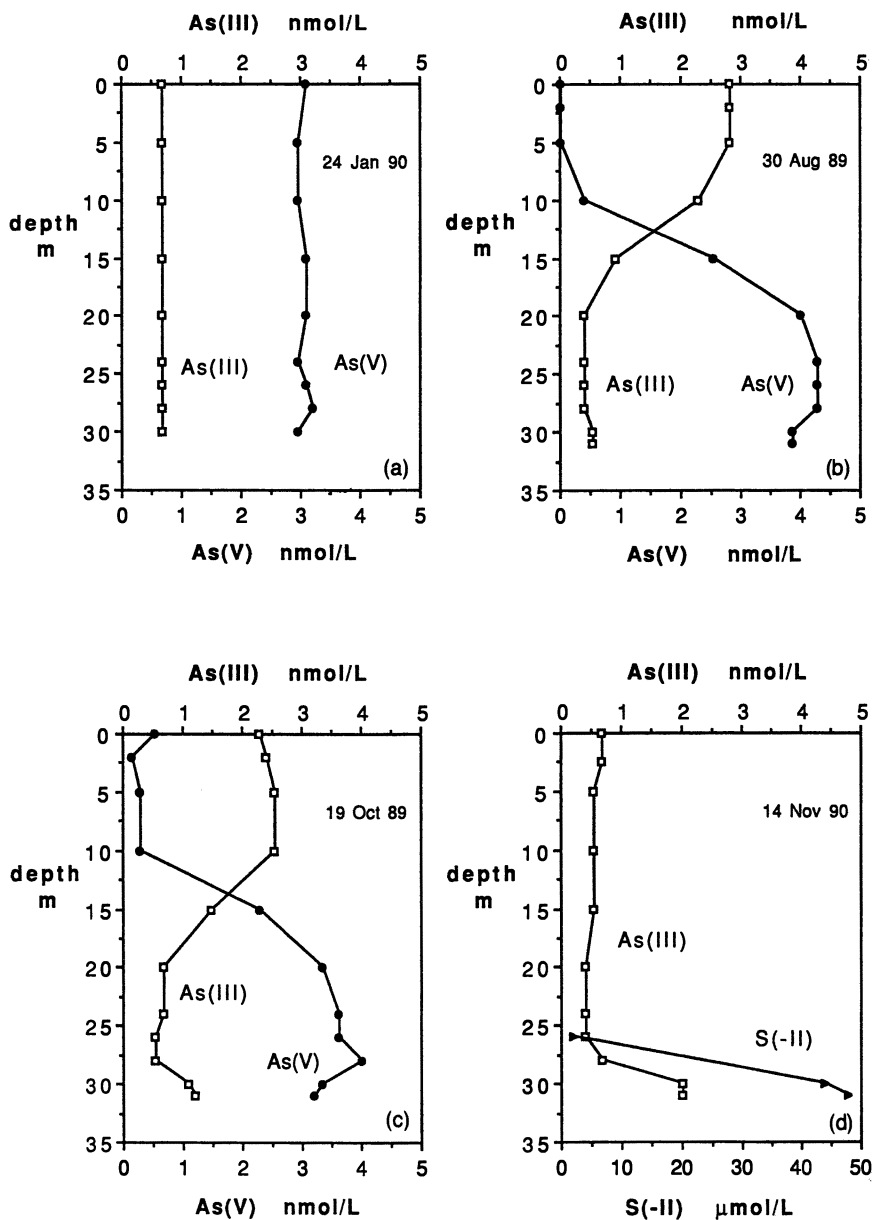 As(III) nmol/L
0 1 2 3 4 5
0
5
10
15
20
25
30
35
depth
m
24 Jan 90
As(III)
As(V)
(a)
0 1 2 3 4 5
As(V) nmol/L
As(III) nmol/L
0 1 2 3 4 5
0
5
10
15
20
25
30
35
depth
m
30 Aug 89
As(III)
As(V)
(b)
0 1 2 3 4 5
As(V) nmol/L
As(III) nmol/L
0 1 2 3 4 5
0
5
10
15
20
25
30
35
depth
m
19 Oct 89
As(III)
As(V)
(c)
0 1 2 3 4 5
As(V) nmol/L
As(III) nmol/L
0 1 2 3 4 5
0
5
10
15
20
25
30
35
depth
m
14 Nov 90
As(III)
S(-II)
(d)
0 10 20 30 40 50
S(-II) μmol/L